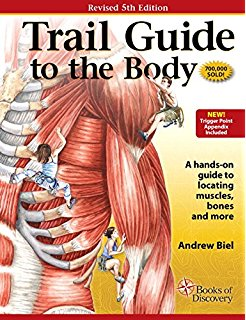 Revised 5th Edition
Trail Guide
to the Body
700,000
SOLD!
NEW!
Trigger Point
Appendix
Included
A hands-on
guide to
locating
muscles,
bones
and more
Andrew Biel
Books of
Discovery